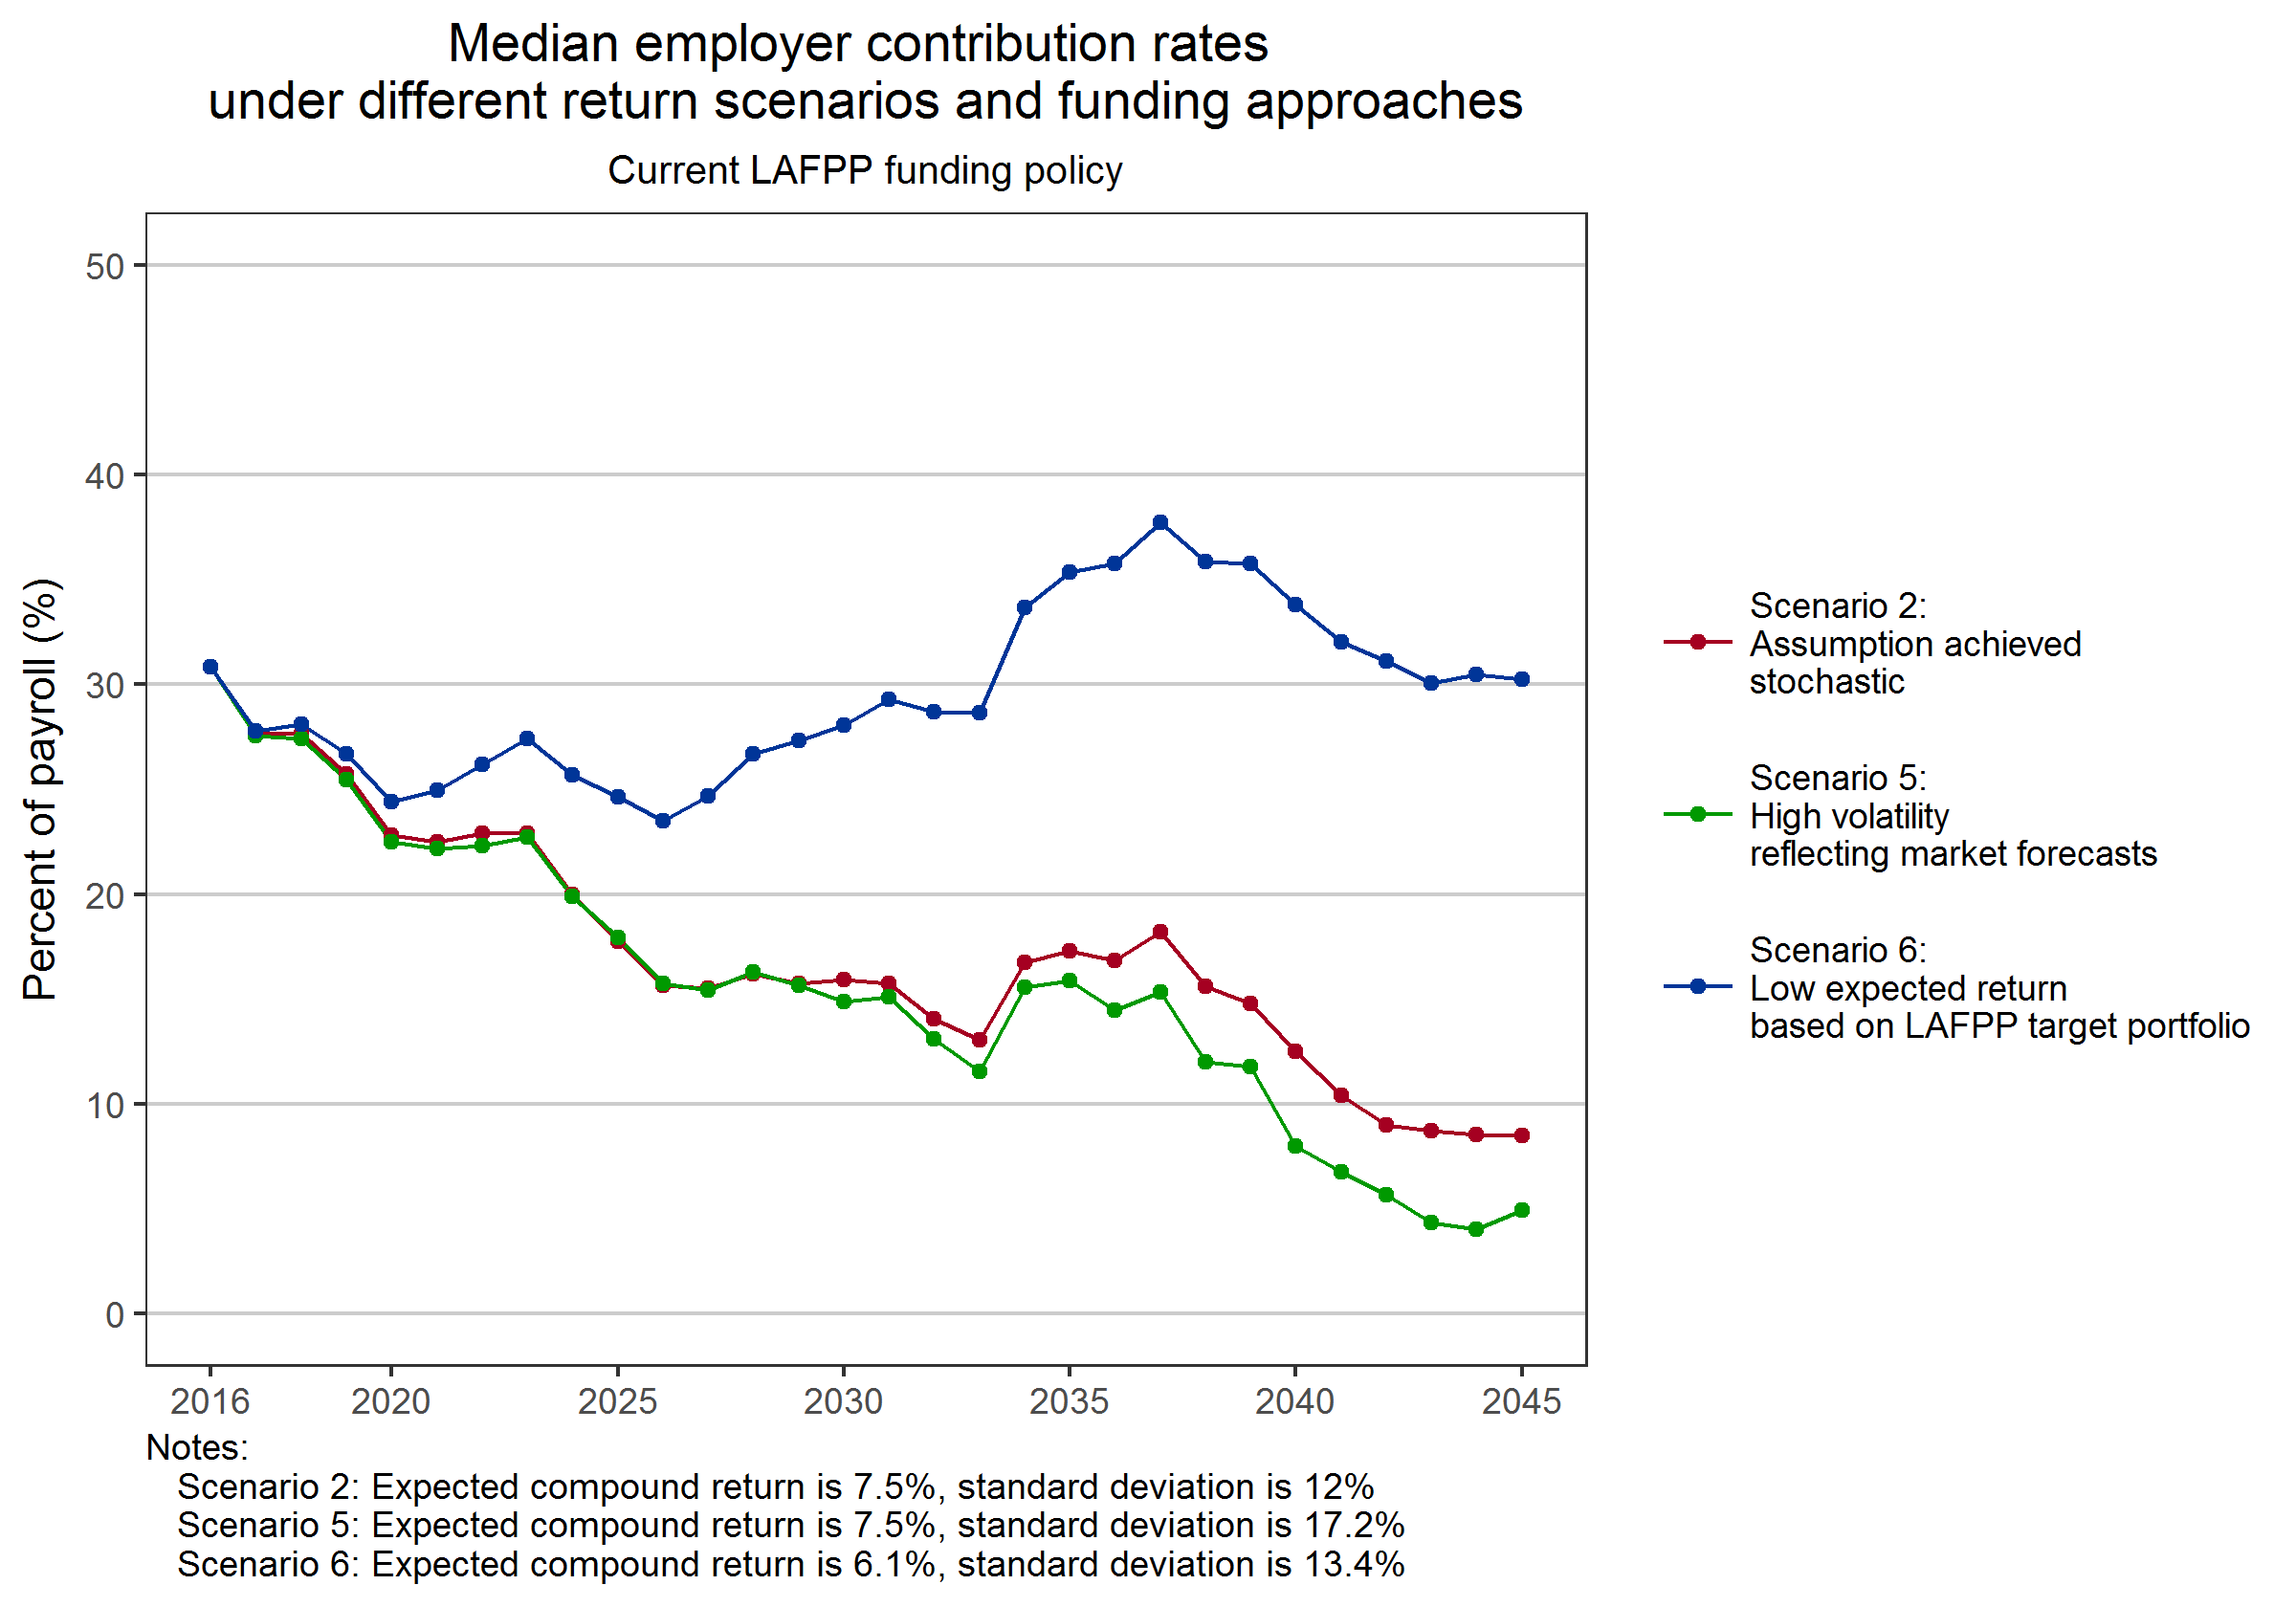 Median employer contribution rates
under different return scenarios and funding approaches
Current LAFPP funding policy
Percent of payroll (%)
50
40
30
20
10
0
2016
2020
2025
2030
2035
2040
2045
Scenario 2:
Assumption achieved
stochastic
Scenario 5:
High volatility
reflecting market forecasts
Scenario 6:
Low expected return
based on LAFPP target portfolio
Notes:
Scenario 2: Expected compound return is 7.5%, standard deviation is 12%
Scenario 5: Expected compound return is 7.5%, standard deviation is 17.2%
Scenario 6: Expected compound return is 6.1%, standard deviation is 13.4%